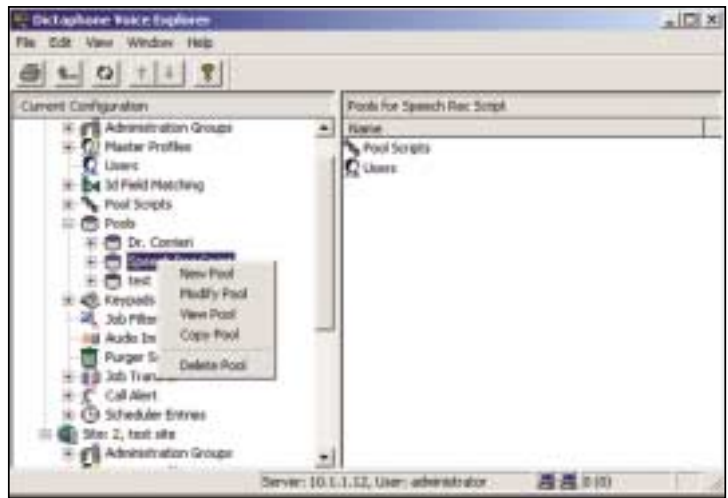 Dictaphone Voice Explorer
File Edit View Window Help
Current Configuration
Pools for Speech Rec Script
Name
Pool Scripts
Users
Administration Groups
Master Profiles
Users
Id Field Matching
Pool Scripts
Pools
Dr. Corrieri
test
Keypads
Job Filter
Audio In
Purger S
Job Trans
Call Alert
Scheduler Entries
Site: 2, test site
Administration Groups
New Pool
Modify Pool
View Pool
Copy Pool
Delete Pool
Server: 10.1.1.12, User: administrator
0 (0)